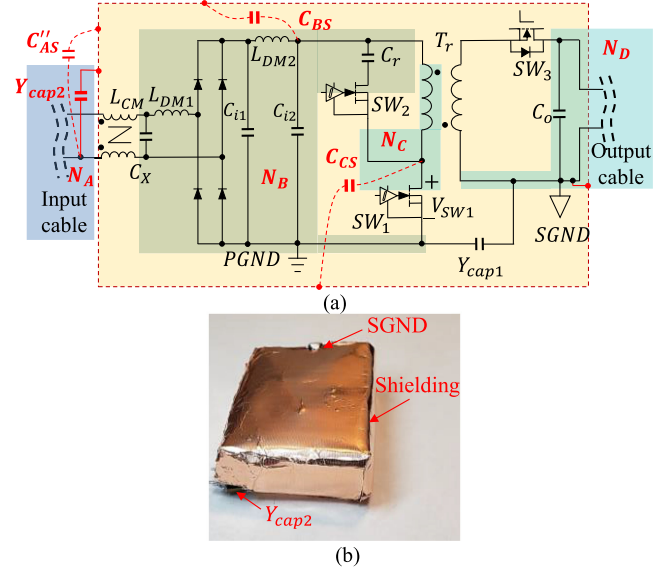 C''AS
CBS
Tr
ND
Ycap2
LDM2
Cr
SW3
LCM
LDM1
SW2
Ci1
Ci2
Co
NC
CCS
NA
CX
NB
Output
cable
Input
cable
+
VSW1
SW1
−
PGND
SGND
Ycap1
(a)
SGND
Shielding
Ycap2
(b)